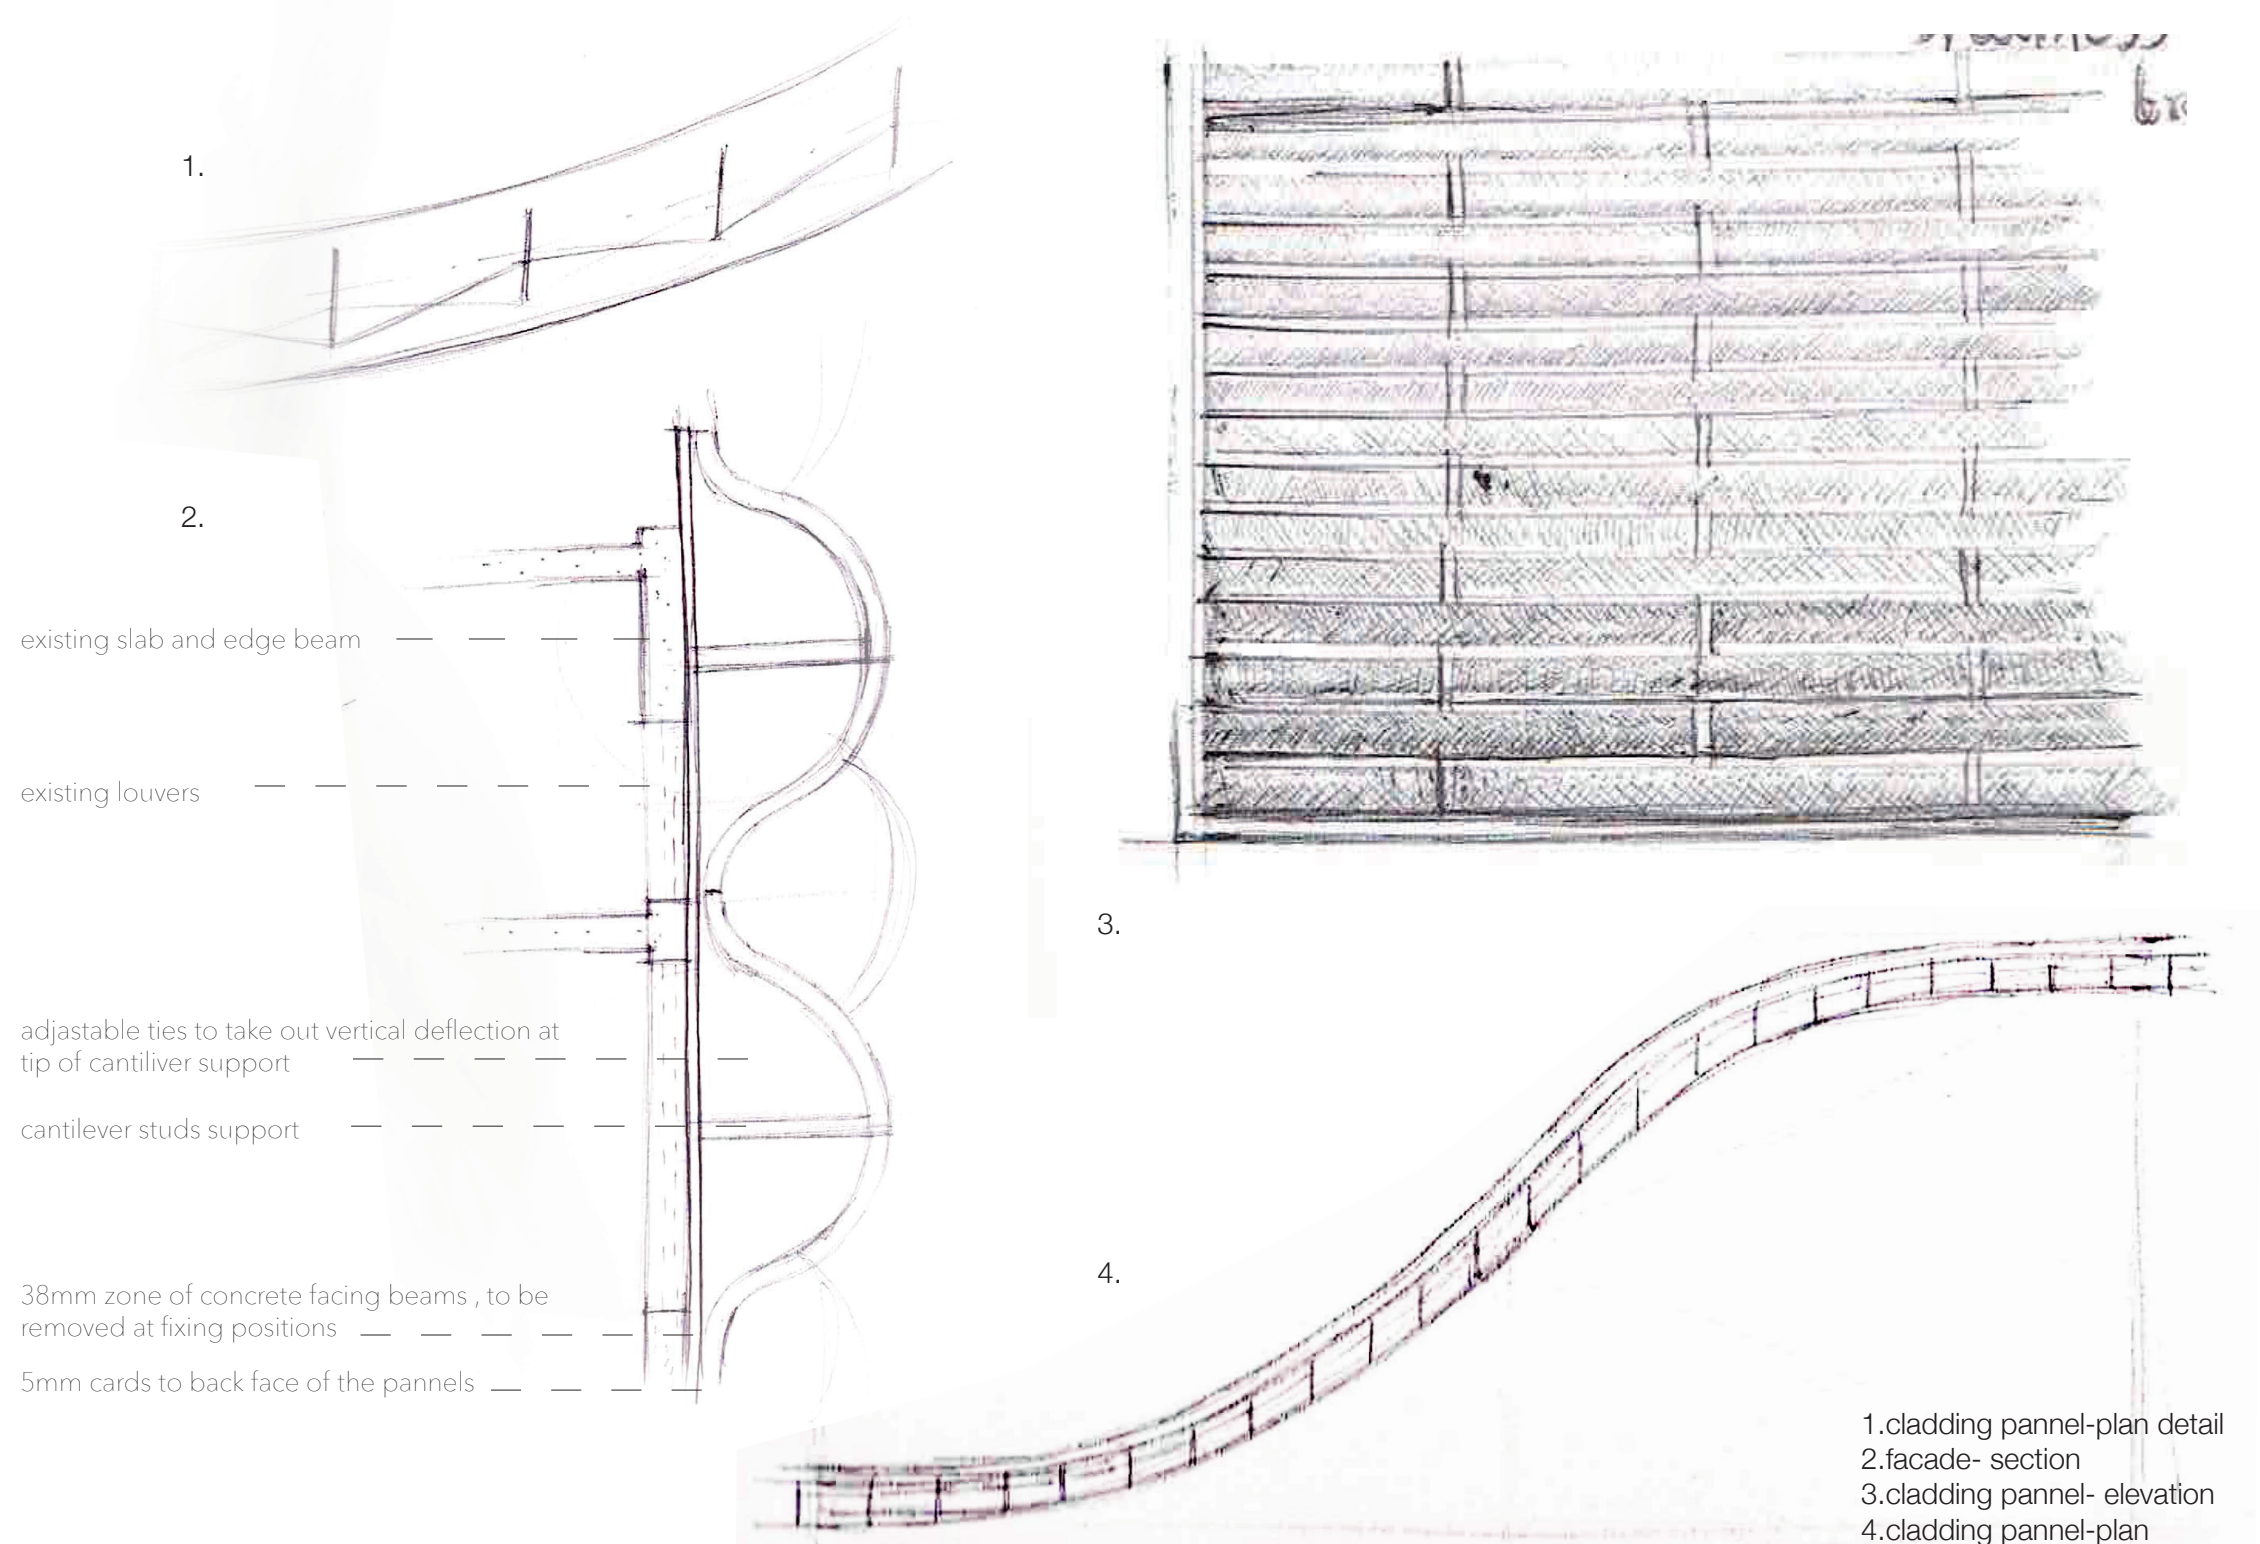 1.
2.
existing slab and edge beam
existing louvers
adjastable ties to take out vertical deflection at
tip of cantiliver support
cantilever studs support
38mm zone of concrete facing beams , to be
removed at fixing positions
5mm cards to back face of the pannels
3.
4.
1.cladding pannel-plan detail
2.facade- section
3.cladding pannel- elevation
4.cladding pannel-plan